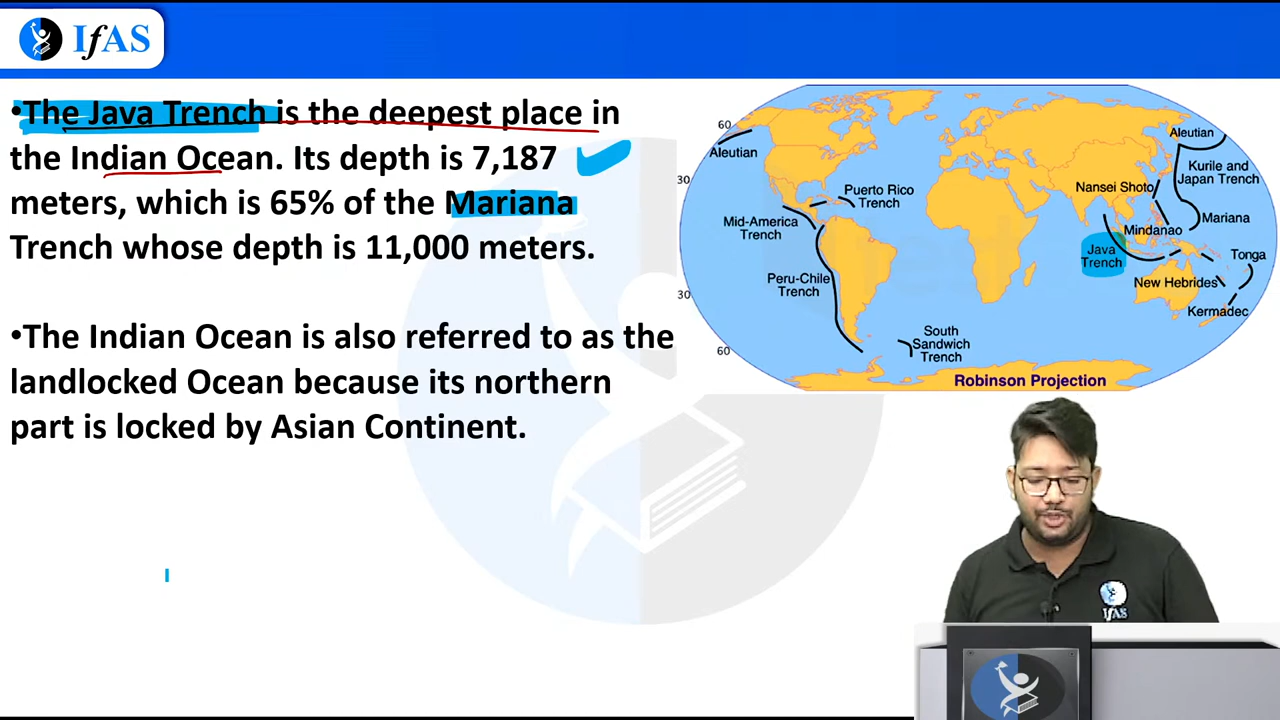 IfAS
•The Java Trench is the deepest place in
the Indian Ocean. Its depth is 7,187
meters, which is 65% of the Mariana
Trench whose depth is 11,000 meters.
•The Indian Ocean is also referred to as the
landlocked Ocean because its northern
part is locked by Asian Continent.
60
Aleutian
30
Puerto Rico
Trench
Mid-America
Trench
Peru-Chile
Trench
30
60
South
Sandwich
Trench
Aleutian
Kurile and
Japan Trench
Nansei Shoto
Mariana
Mindanao
Java
Trench
Tonga
New Hebrides
Kermadec
Robinson Projection
IfAS